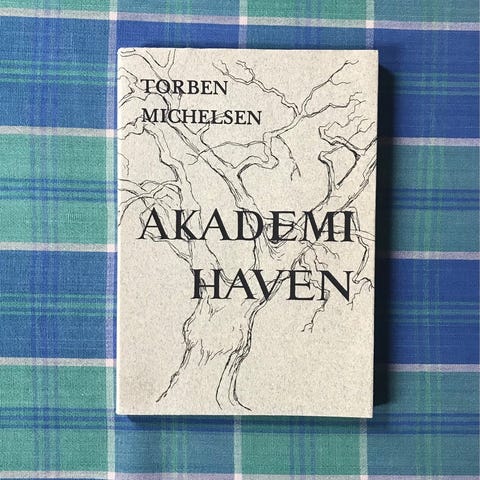 TORBEN
MICHELSEN
AKADEMI
HAVEN